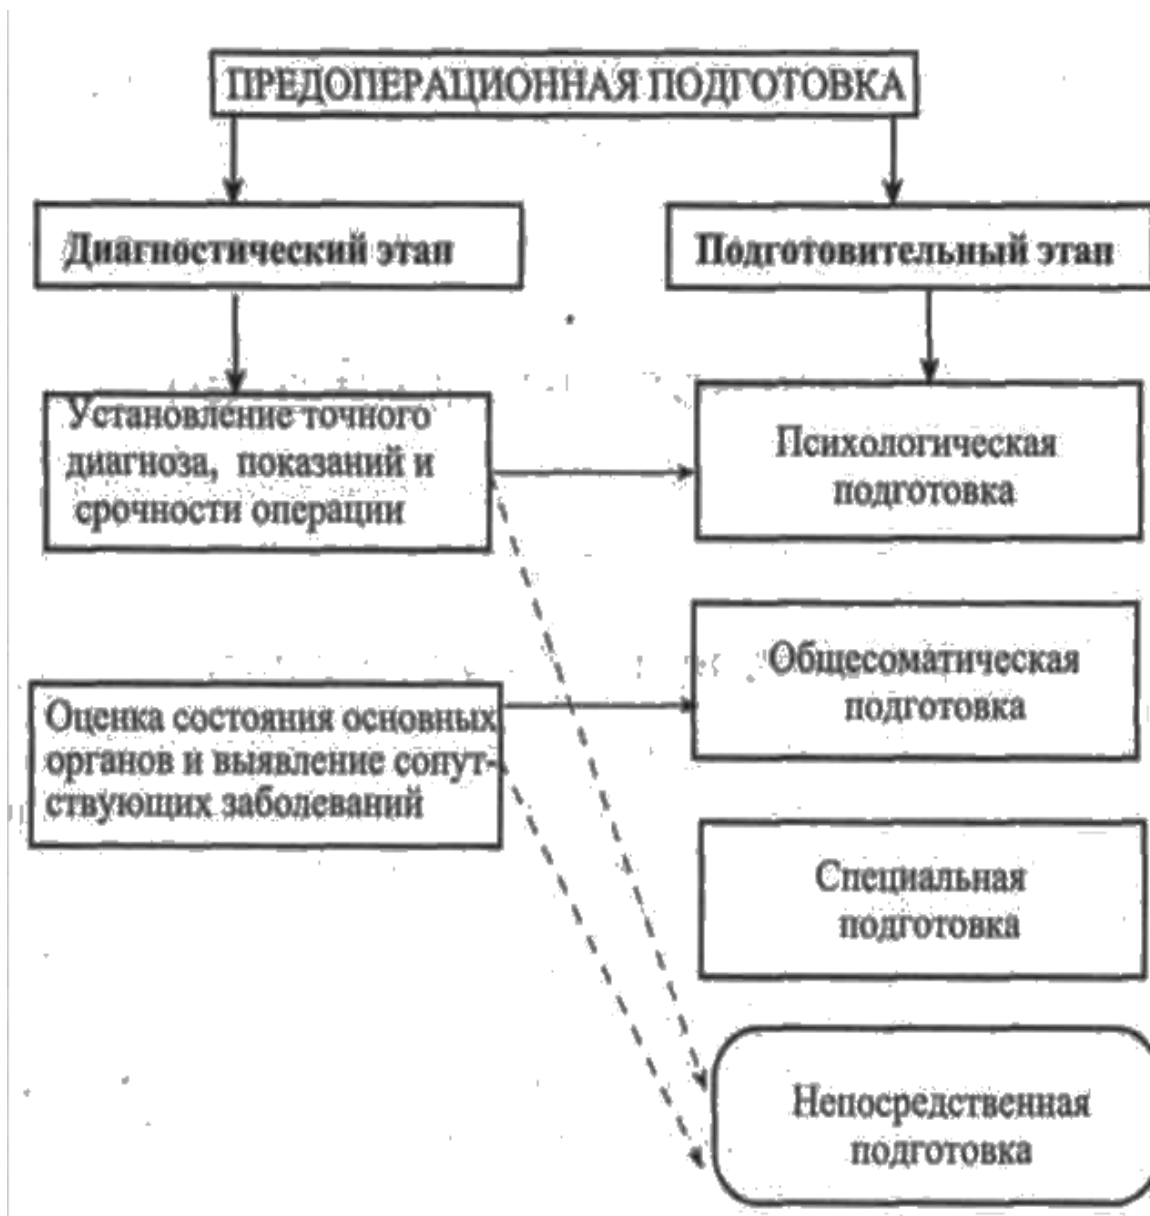 ПРЕДОПЕРАЦИОННАЯ ПОДГОТОВКА
Диагностический этап
Подготовительный этап
Установление точного
диагноза, показаний и
срочности операции
Психологическая
подготовка
Общесоматическая
подготовка
Оценка состояния основных
органов и выявление сопут-
ствующих заболеваний
Специальная
подготовка
Непосредственная
подготовка